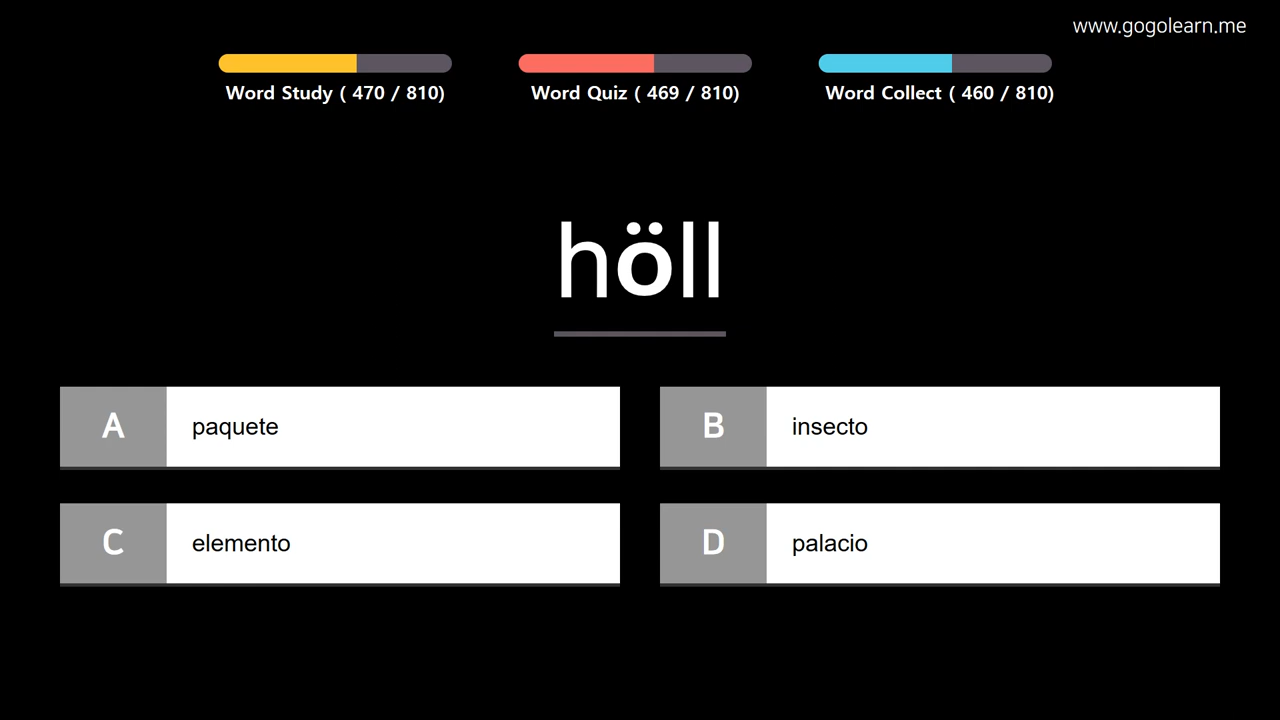 www.gogolearn.me
Word Study ( 470 / 810)
Word Quiz ( 469 / 810)
Word Collect ( 460 / 810)
höll
A paquete
B insecto
C elemento
D palacio